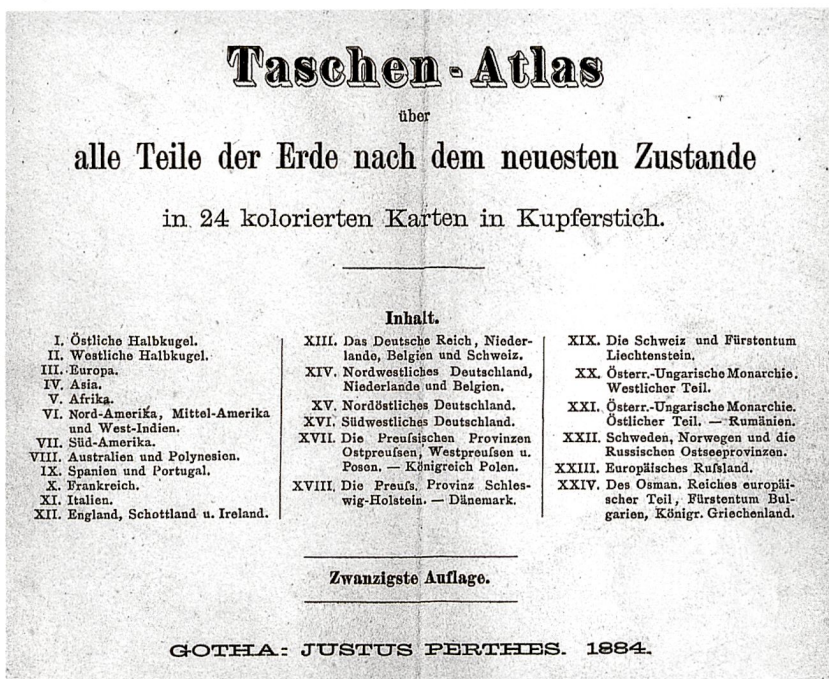 Taschen-Atlas
über
alle Teile der Erde nach dem neuesten Zustande
in 24 kolorierten Karten in Kupferstich.
Inhalt.
I. Östliche Halbkugel.
II. Westliche Halbkugel.
III. Europa.
IV. Asia.
V. Afrika.
VI. Nord-Amerika, Mittel-Amerika
und West-Indien.
VII. Süd-Amerika.
VIII. Australien und Polynesien.
IX. Spanien und Portugal.
X. Frankreich.
XI. Italien.
XII. England, Schottland u. Ireland.
XIII. Das Deutsche Reich, Nieder-
lande, Belgien und Schweiz.
XIV. Nordwestliches Deutschland,
Niederlande und Belgien.
XV. Nordöstliches Deutschland.
XVI. Südwestliches Deutschland.
XVII. Die Preuſsischen Provinzen
Ostpreuſsen, Westpreuſsen u.
Posen. — Königreich Polen.
XVIII. Die Preuſs. Provinz Schles-
wig-Holstein. — Dänemark.
XIX. Die Schweiz und Fürstentum
Liechtenstein.
XX. Österr.-Ungarische Monarchie.
Westlicher Teil.
XXI. Österr.-Ungarische Monarchie.
Östlicher Teil. — Rumänien.
XXII. Schweden, Norwegen und die
Russischen Ostseeprovinzen.
XXIII. Europäisches Ruſsland.
XXIV. Des Osman. Reiches europäi-
scher Teil, Fürstentum Bul-
garien, Königr. Griechenland.
Zwanzigste Auflage.
GOTHA: JUSTUS PERTHES. 1884.